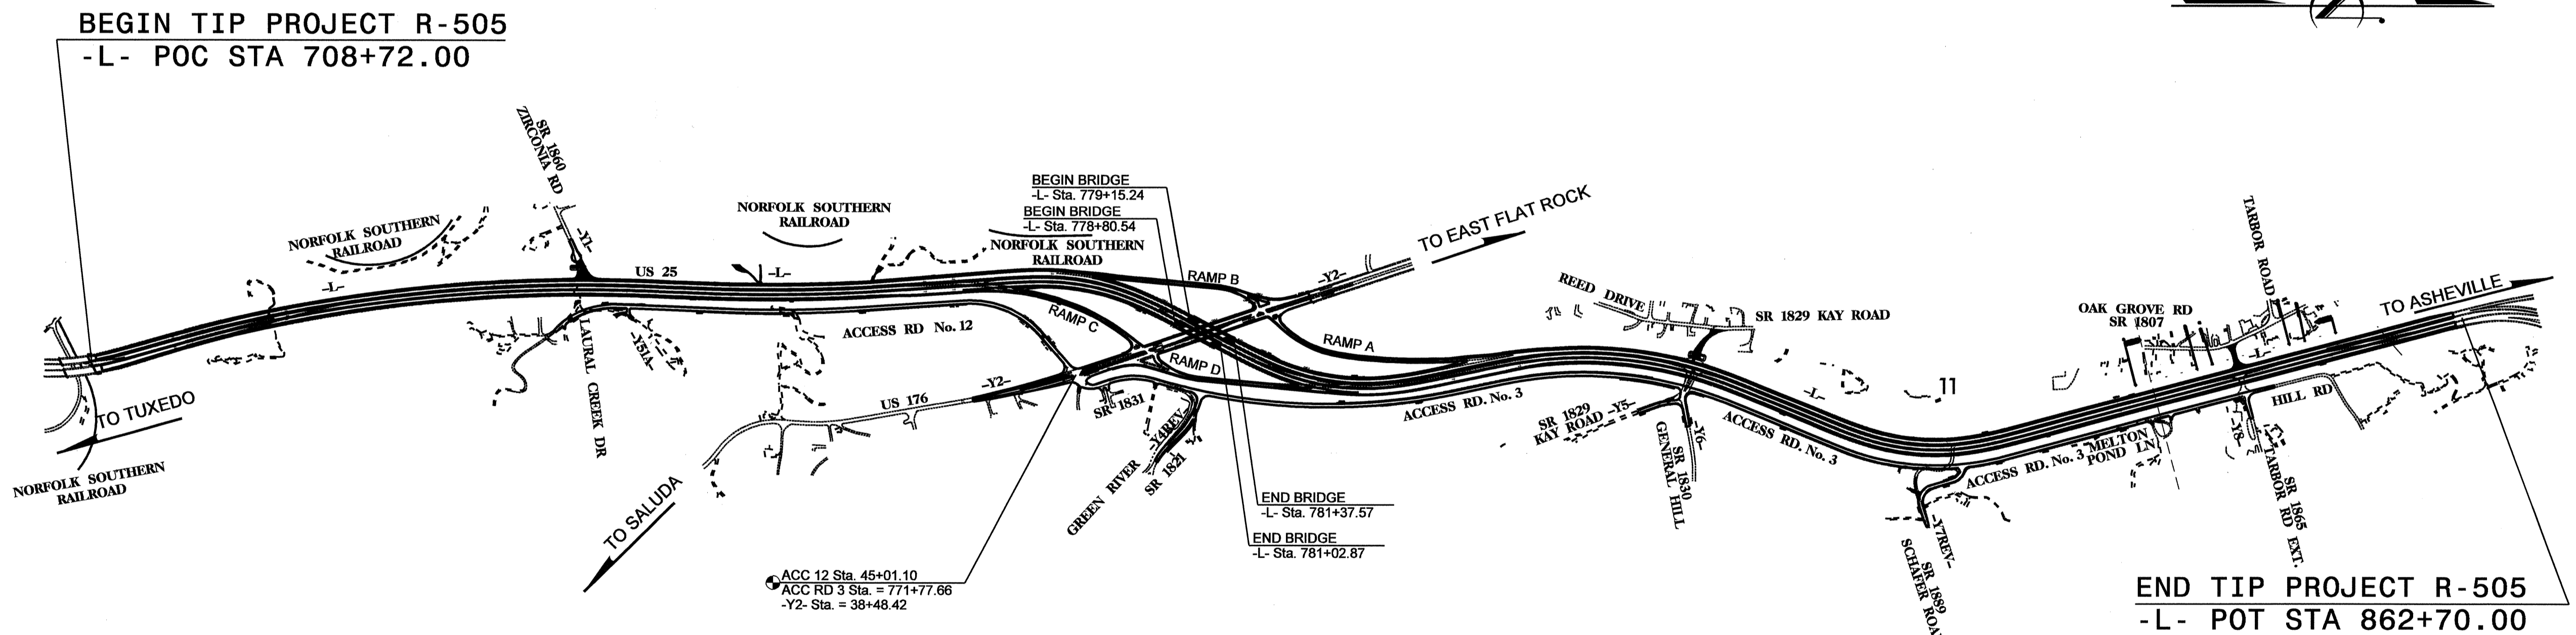 BEGIN TIP PROJECT R-505
-L- POC STA 708+72.00
SR 1860
ZIRCONIA RD
NORFOLK SOUTHERN
RAILROAD
-Y1-
NORFOLK SOUTHERN
RAILROAD
BEGIN BRIDGE
-L- Sta. 779+15.24
BEGIN BRIDGE
-L- Sta. 778+80.54
NORFOLK SOUTHERN
RAILROAD
TO EAST FLAT ROCK
-L-
US 25
-L-
RAMP B
-Y2-
REED DRIVE
SR 1829 KAY ROAD
TARBOR ROAD
OAK GROVE RD
SR 1807
TO ASHEVILLE
-L-
LAURAL CREEK DR
-Y51A-
ACCESS RD No. 12
RAMP C
RAMP A
RAMP D
-L-
11
TO TUXEDO
NORFOLK SOUTHERN
RAILROAD
US 176
-Y2-
SR 1831
-Y4REV-
GREEN RIVER
SR 1821
ACCESS RD. No. 3
SR 1829
KAY ROAD -Y5-
GENERAL HILL
SR 1830
-Y6-
ACCESS RD. No. 3
ACCESS RD. No. 3
MELTON
POND LN
HILL RD
-Y8-
SR 1865
TARBOR RD EXT.
TO SALUDA
END BRIDGE
-L- Sta. 781+37.57
END BRIDGE
-L- Sta. 781+02.87
-Y7REV-
SR 1889
ACC 12 Sta. 45+01.10
ACC RD 3 Sta. = 771+77.66
-Y2- Sta. = 38+48.42
END TIP PROJECT R-505
-L- POT STA 862+70.00